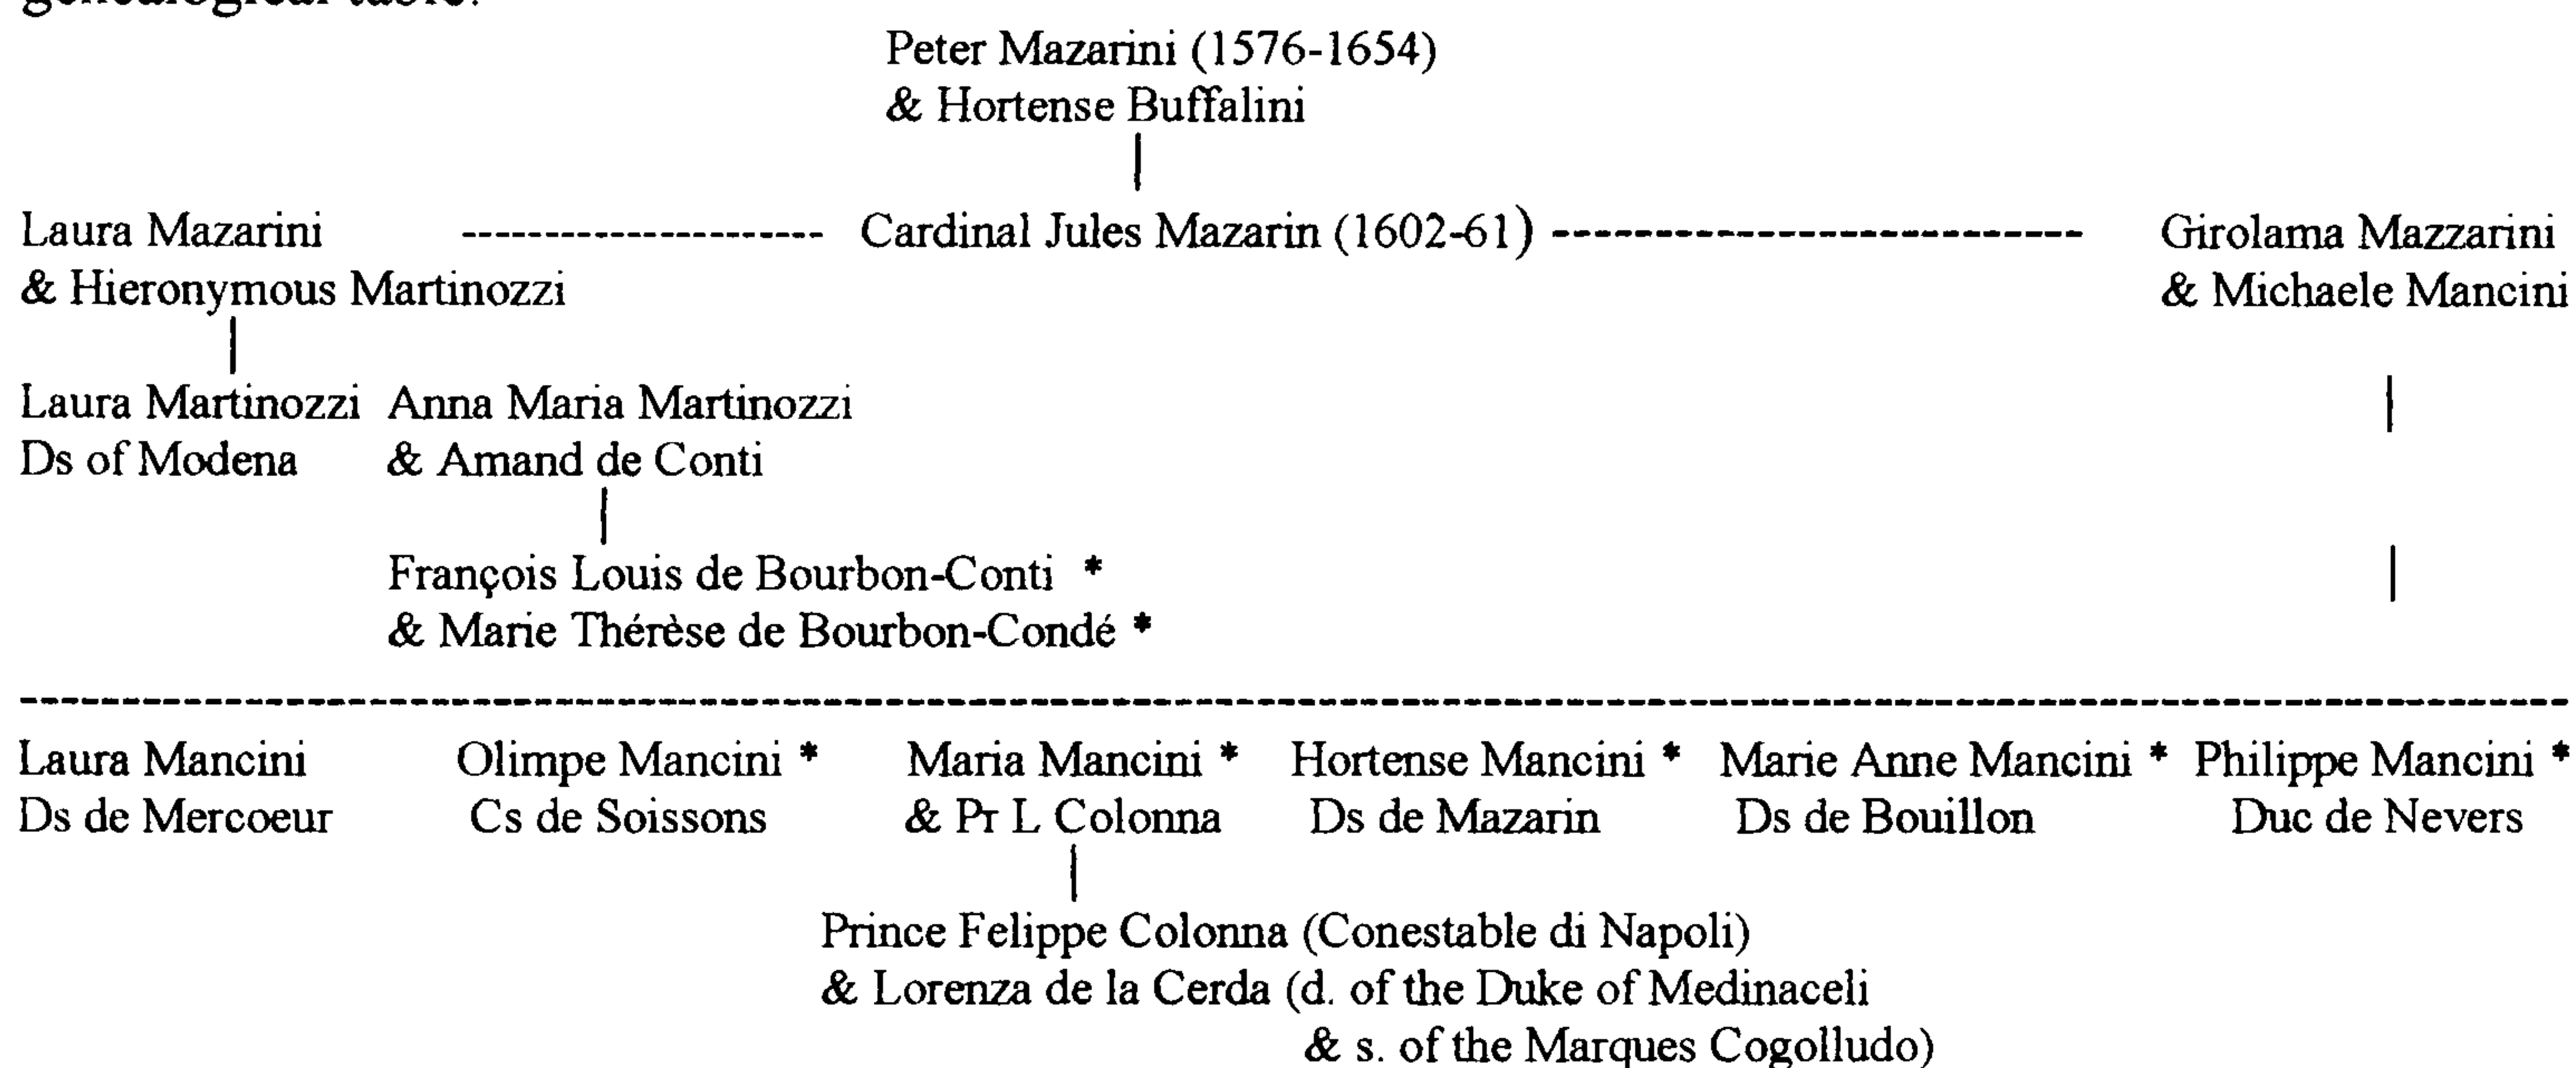 genealogical table:
Peter Mazarini (1576-1654)
& Hortense Buffalini
Laura Mazarini ---------------------- Cardinal Jules Mazarin (1602-61) --------------------------- Girolama Mazzarini
& Hieronymous Martinozzi & Michaele Mancini
Laura Martinozzi Anna Maria Martinozzi
Ds of Modena & Amand de Conti
François Louis de Bourbon-Conti *
& Marie Thérèse de Bourbon-Condé *
Laura Mancini Olimpe Mancini * Maria Mancini * Hortense Mancini * Marie Anne Mancini * Philippe Mancini *
Ds de Mercoeur Cs de Soissons & Pr L Colonna Ds de Mazarin Ds de Bouillon Duc de Nevers
Prince Felippe Colonna (Conestable di Napoli)
& Lorenza de la Cerda (d. of the Duke of Medinaceli
& s. of the Marques Cogolludo)